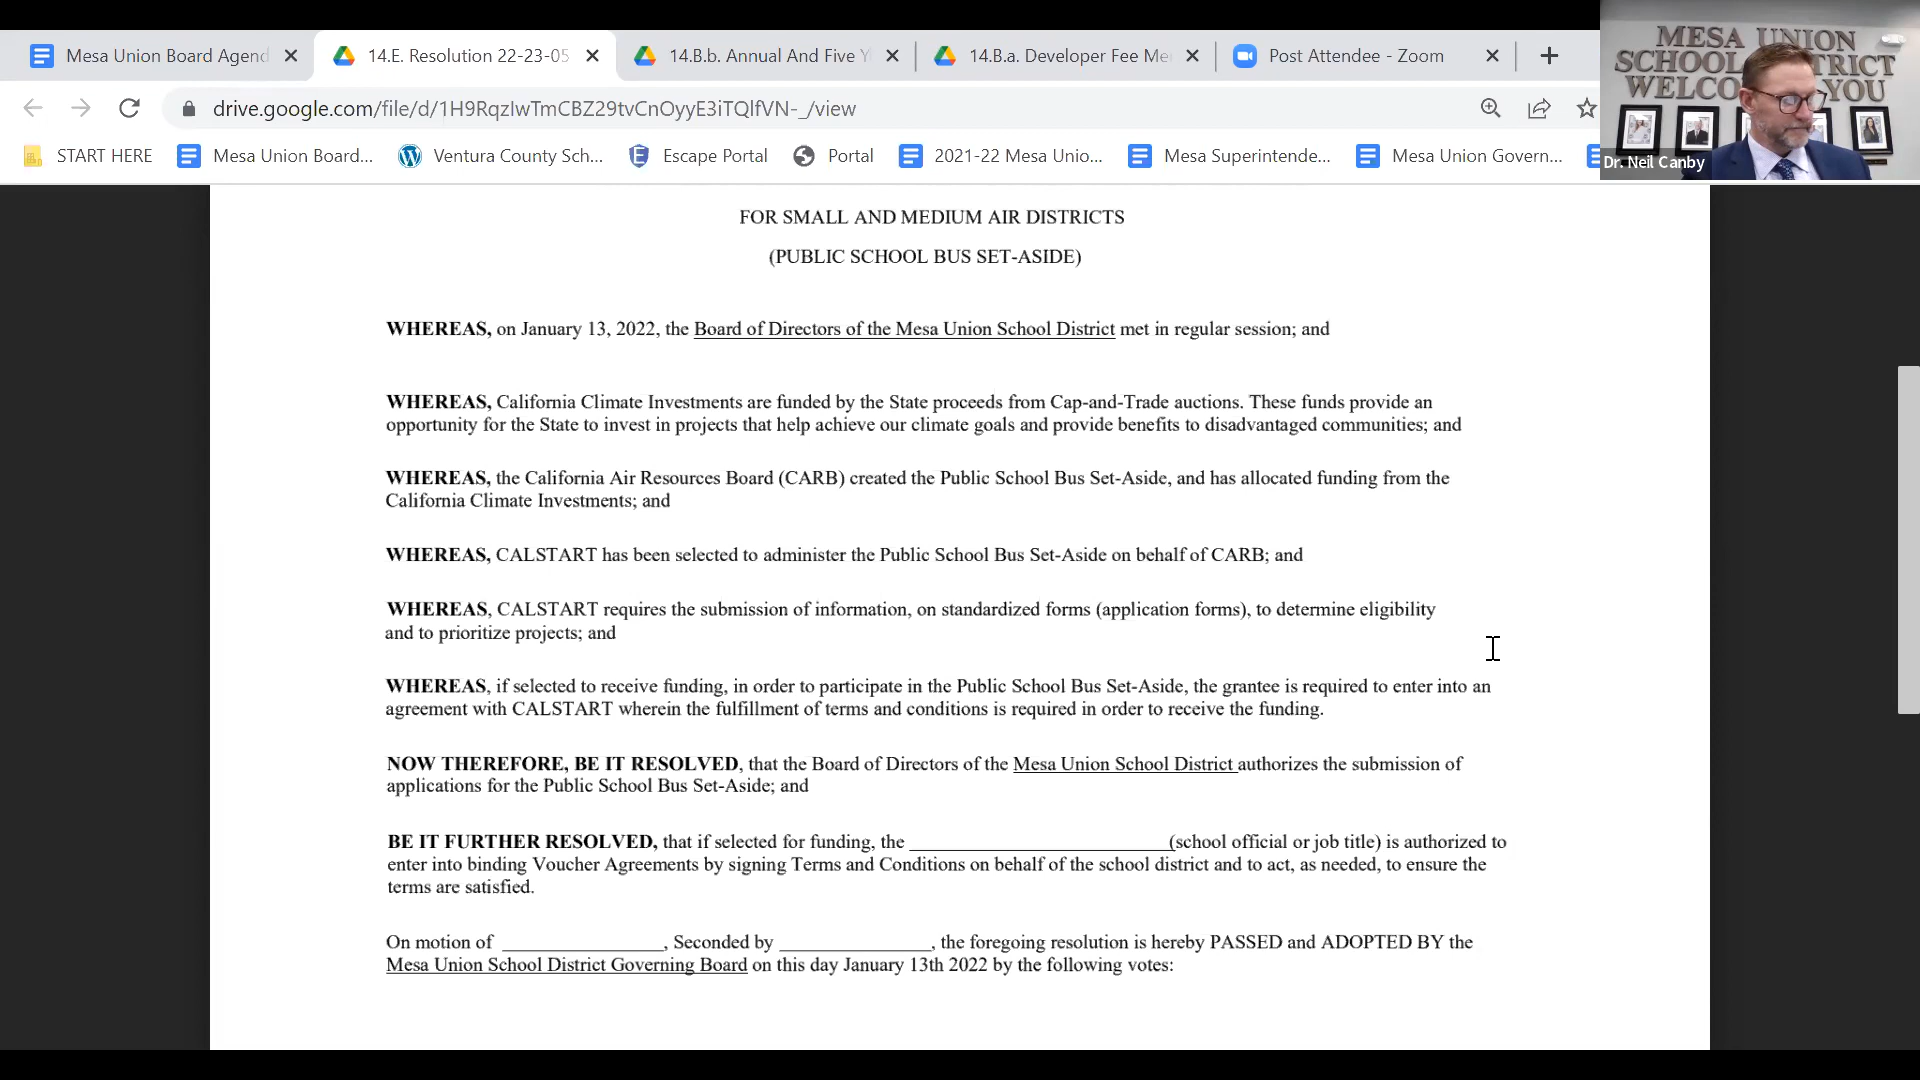 Mesa Union Board Agend
14.E. Resolution 22-23-05
14.B.b. Annual And Five Y
14.B.a. Developer Fee Me
Post Attendee - Zoom
drive.google.com/file/d/1H9RqzIwTmCBZ29tvCnOyyE3iTQlfVN-_/view
START HERE
Mesa Union Board...
Ventura County Sch...
Escape Portal
Portal
2021-22 Mesa Unio...
Mesa Superintende...
Mesa Union Govern...
MESA UNION
SCHOOL DISTRICT
WELCO YOU
Dr. Neil Canby
FOR SMALL AND MEDIUM AIR DISTRICTS
(PUBLIC SCHOOL BUS SET-ASIDE)
WHEREAS, on January 13, 2022, the Board of Directors of the Mesa Union School District met in regular session; and
WHEREAS, California Climate Investments are funded by the State proceeds from Cap-and-Trade auctions. These funds provide an
opportunity for the State to invest in projects that help achieve our climate goals and provide benefits to disadvantaged communities; and
WHEREAS, the California Air Resources Board (CARB) created the Public School Bus Set-Aside, and has allocated funding from the
California Climate Investments; and
WHEREAS, CALSTART has been selected to administer the Public School Bus Set-Aside on behalf of CARB; and
WHEREAS, CALSTART requires the submission of information, on standardized forms (application forms), to determine eligibility
and to prioritize projects; and
WHEREAS, if selected to receive funding, in order to participate in the Public School Bus Set-Aside, the grantee is required to enter into an
agreement with CALSTART wherein the fulfillment of terms and conditions is required in order to receive the funding.
NOW THEREFORE, BE IT RESOLVED, that the Board of Directors of the Mesa Union School District authorizes the submission of
applications for the Public School Bus Set-Aside; and
BE IT FURTHER RESOLVED, that if selected for funding, the ___________________________(school official or job title) is authorized to
enter into binding Voucher Agreements by signing Terms and Conditions on behalf of the school district and to act, as needed, to ensure the
terms are satisfied.
On motion of _________________, Seconded by ________________, the foregoing resolution is hereby PASSED and ADOPTED BY the
Mesa Union School District Governing Board on this day January 13th 2022 by the following votes: